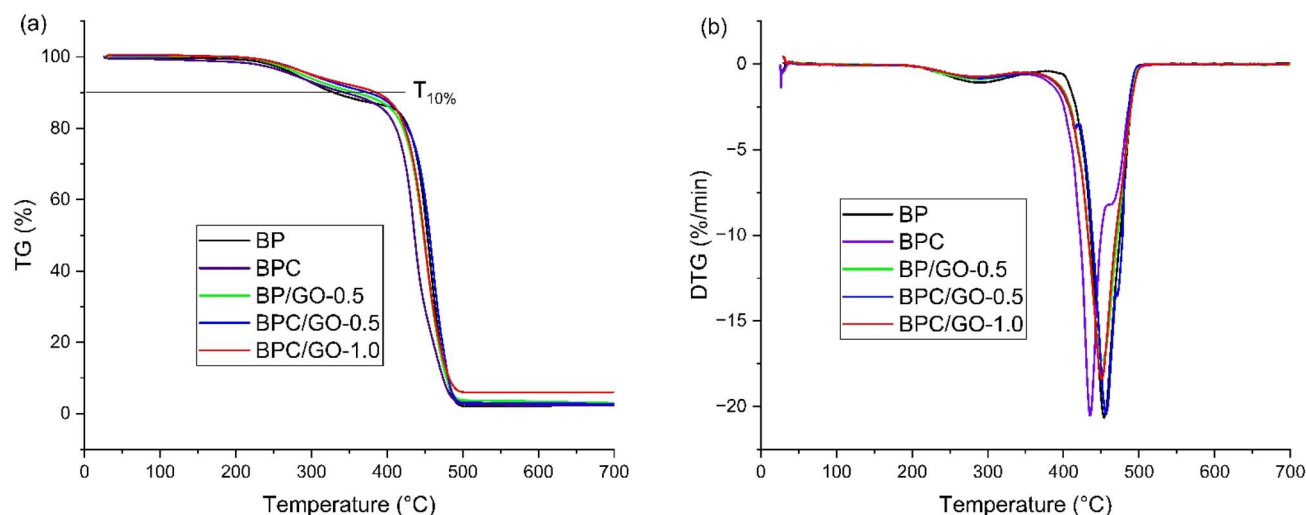 (a)
100
80
60
40
20
0
TG (%)
T10%
BP
BPC
BP/GO-0.5
BPC/GO-0.5
BPC/GO-1.0
0 100 200 300 400 500 600 700
Temperature (°C)
(b)
0
−5
−10
−15
−20
DTG (%/min)
BP
BPC
BP/GO-0.5
BPC/GO-0.5
BPC/GO-1.0
0 100 200 300 400 500 600 700
Temperature (°C)